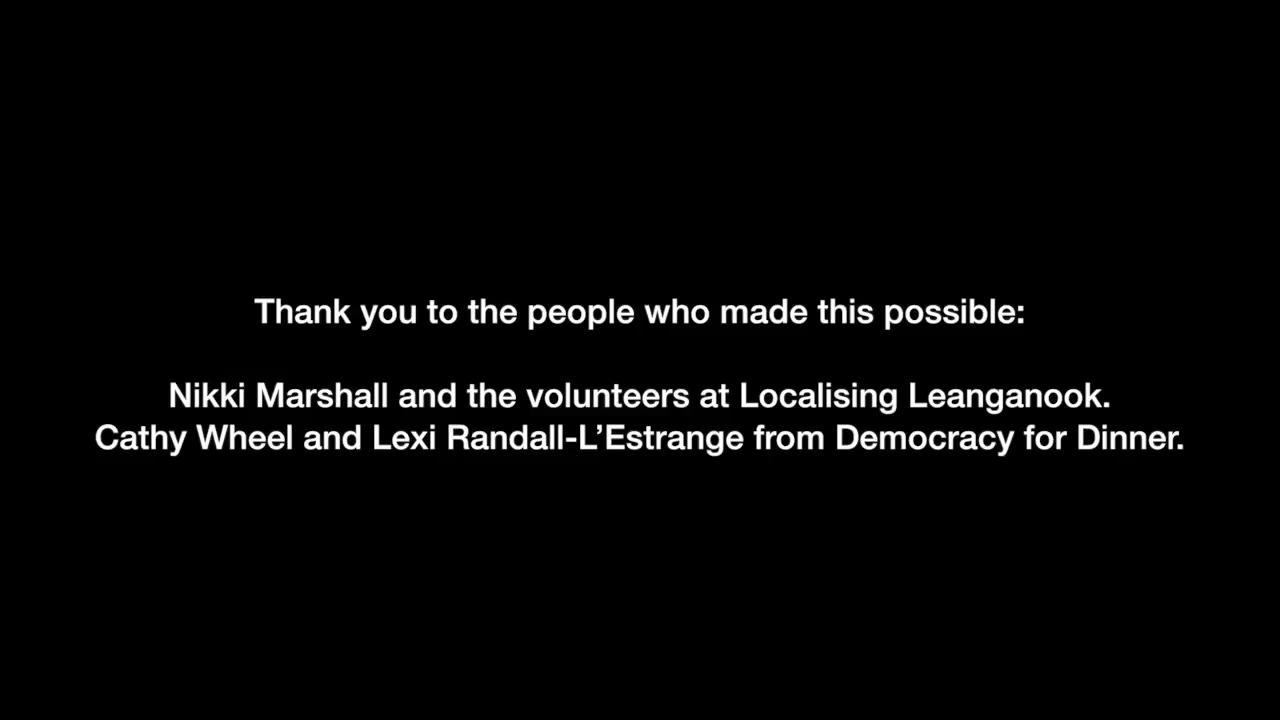 Thank you to the people who made this possible:
Nikki Marshall and the volunteers at Localising Leanganook.
Cathy Wheel and Lexi Randall-L’Estrange from Democracy for Dinner.